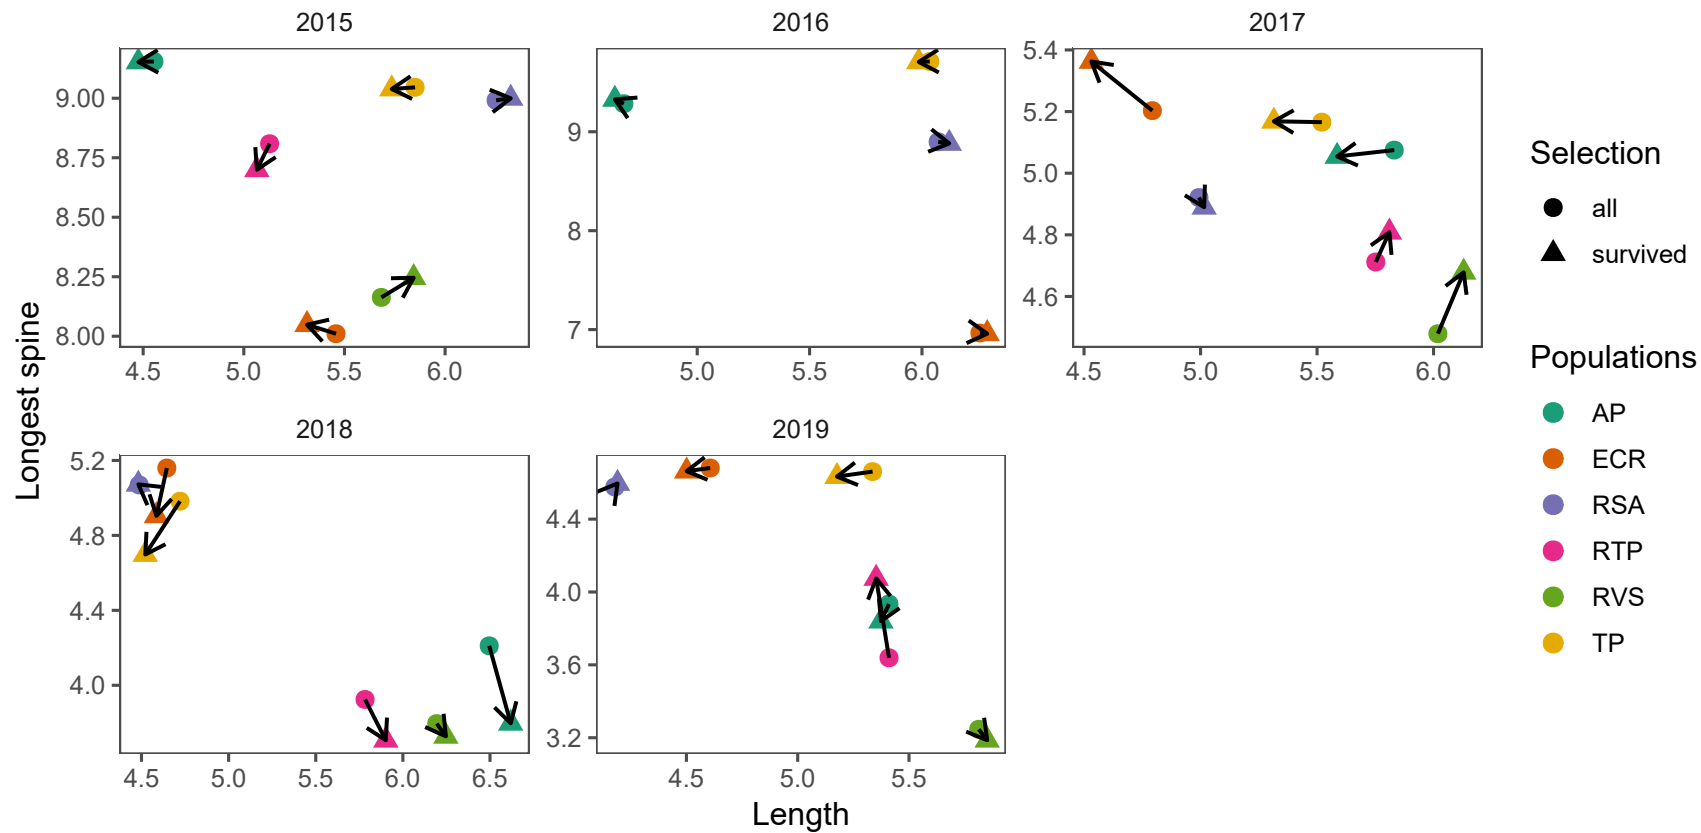 2015
2016
2017
9.00
8.75
8.50
8.25
8.00
9
8
7
5.4
5.2
5.0
4.8
4.6
4.5 5.0 5.5 6.0
5.0 5.5 6.0
4.5 5.0 5.5 6.0
2018
2019
5.2
4.8
4.4
4.0
4.4
4.0
3.6
3.2
4.5 5.0 5.5 6.0 6.5
4.5 5.0 5.5
Longest spine
Length
Selection
all
survived
Populations
AP
ECR
RSA
RTP
RVS
TP